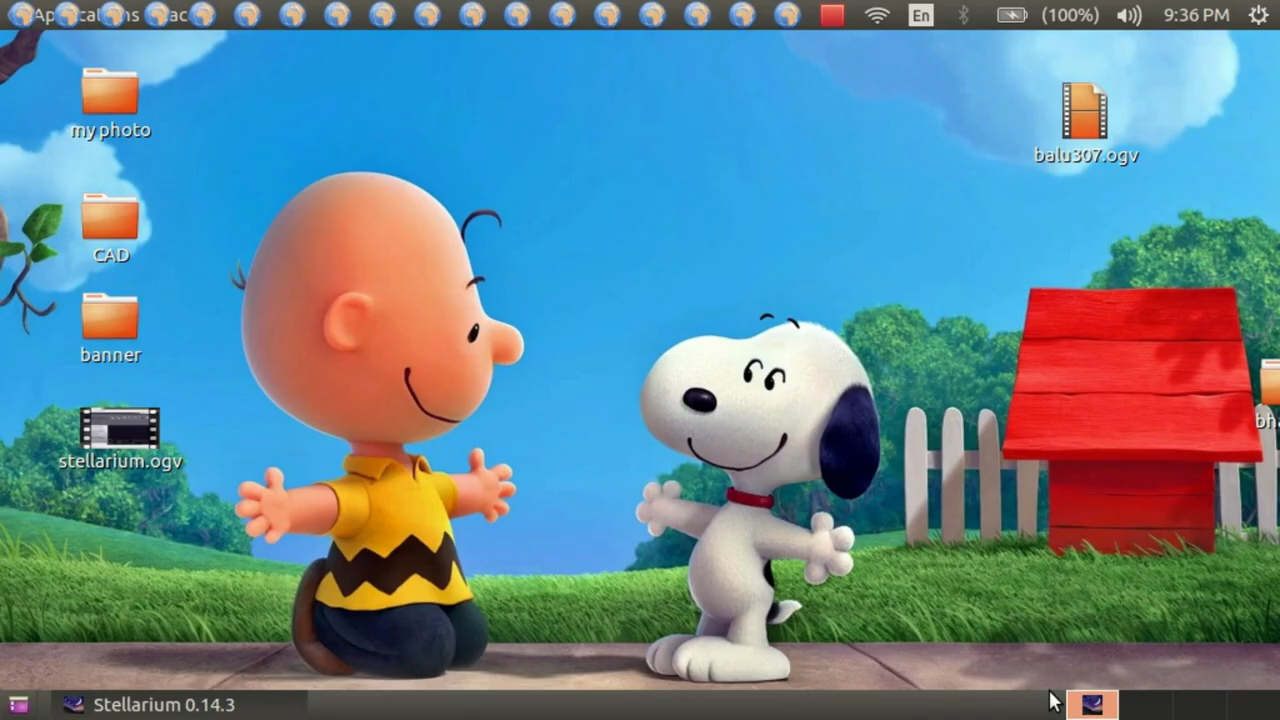 En (100%) 9:36 PM
my photo
balu307.ogv
CAD
banner
stellarium.ogv
Stellarium 0.14.3